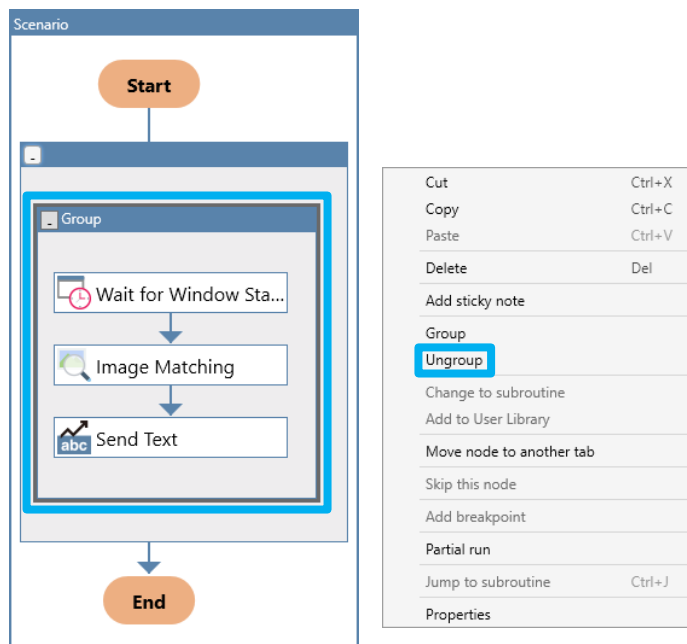 Scenario
Start
Group
Wait for Window Sta...
Image Matching
abc
Send Text
End
Cut Ctrl+X
Copy Ctrl+C
Paste Ctrl+V
Delete Del
Add sticky note
Group
Ungroup
Change to subroutine
Add to User Library
Move node to another tab
Skip this node
Add breakpoint
Partial run
Jump to subroutine Ctrl+J
Properties